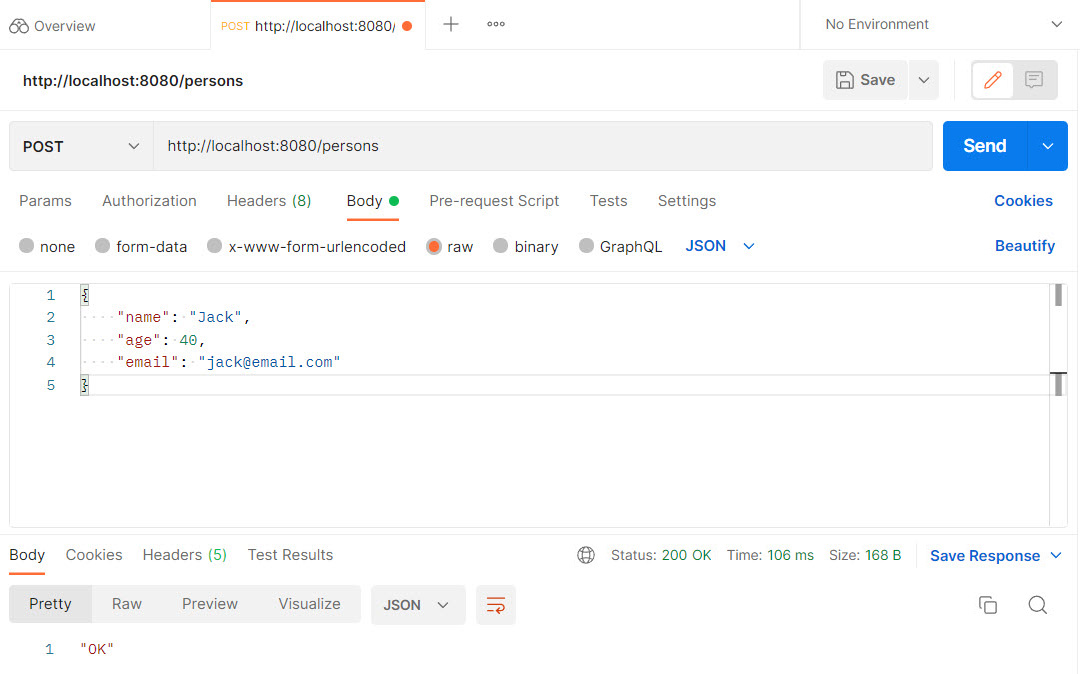 Overview POST http://localhost:8080/ No Environment
http://localhost:8080/persons Save
POST http://localhost:8080/persons Send
Params Authorization Headers (8) Body Pre-request Script Tests Settings Cookies
none form-data x-www-form-urlencoded raw binary GraphQL JSON Beautify
1 {
2 "name": "Jack",
3 "age": 40,
4 "email": "jack@email.com"
5 }
Body Cookies Headers (5) Test Results Status: 200 OK Time: 106 ms Size: 168 B Save Response
Pretty Raw Preview Visualize JSON
1 "OK"